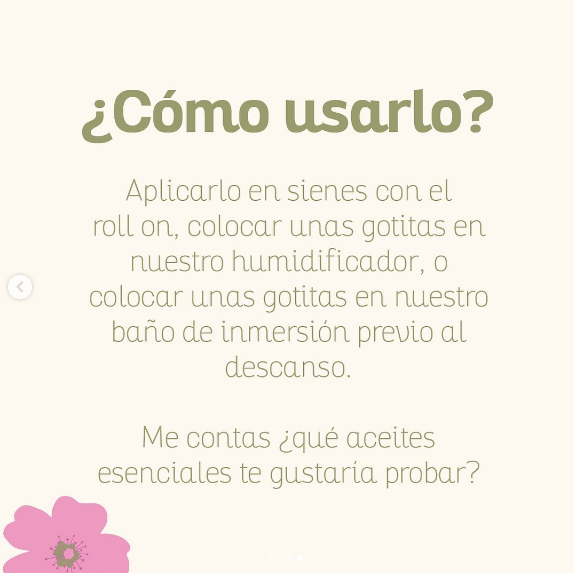 ¿Cómo usarlo?
Aplicarlo en sienes con el
roll on, colocar unas gotitas en
nuestro humidificador, o
colocar unas gotitas en nuestro
baño de inmersión previo al
descanso.
Me contas ¿qué aceites
esenciales te gustaría probar?